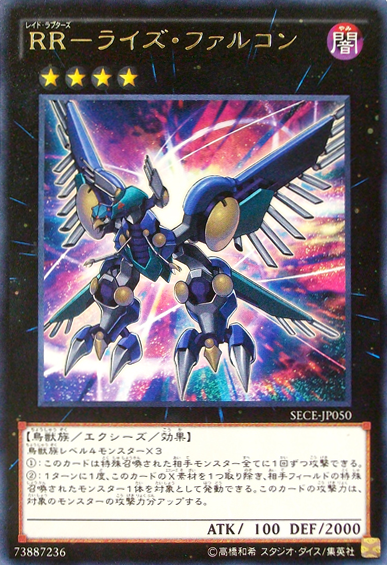 レイド・ラプターズ
RR－ライズ・ファルコン
やみ
闇
SECE-JP050
【鳥獣族／エクシーズ／効果】
鳥獣族レベル４モンスター×３
①：このカードは特殊召喚された相手モンスター全てに１回ずつ攻撃できる。
②：１ターンに１度、このカードのＸ素材を１つ取り除き、相手フィールドの特殊
召喚されたモンスター１体を対象として発動できる。このカードの攻撃力は、
対象のモンスターの攻撃力分アップする。
ATK/ 100 DEF/2000
73887236
©高橋和希 スタジオ・ダイス/集英社